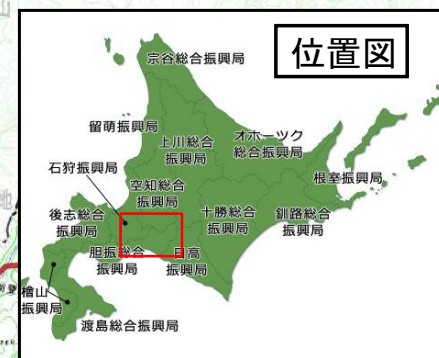 位置図
宗谷総合振興局
留萌振興局
上川総合
振興局
オホーツク
総合振興局
石狩振興局
空知総合
振興局
根室振興局
後志総合
振興局
十勝総合
振興局
釧路総合
振興局
胆振総合
振興局
日高
振興局
檜山
振興局
渡島総合振興局